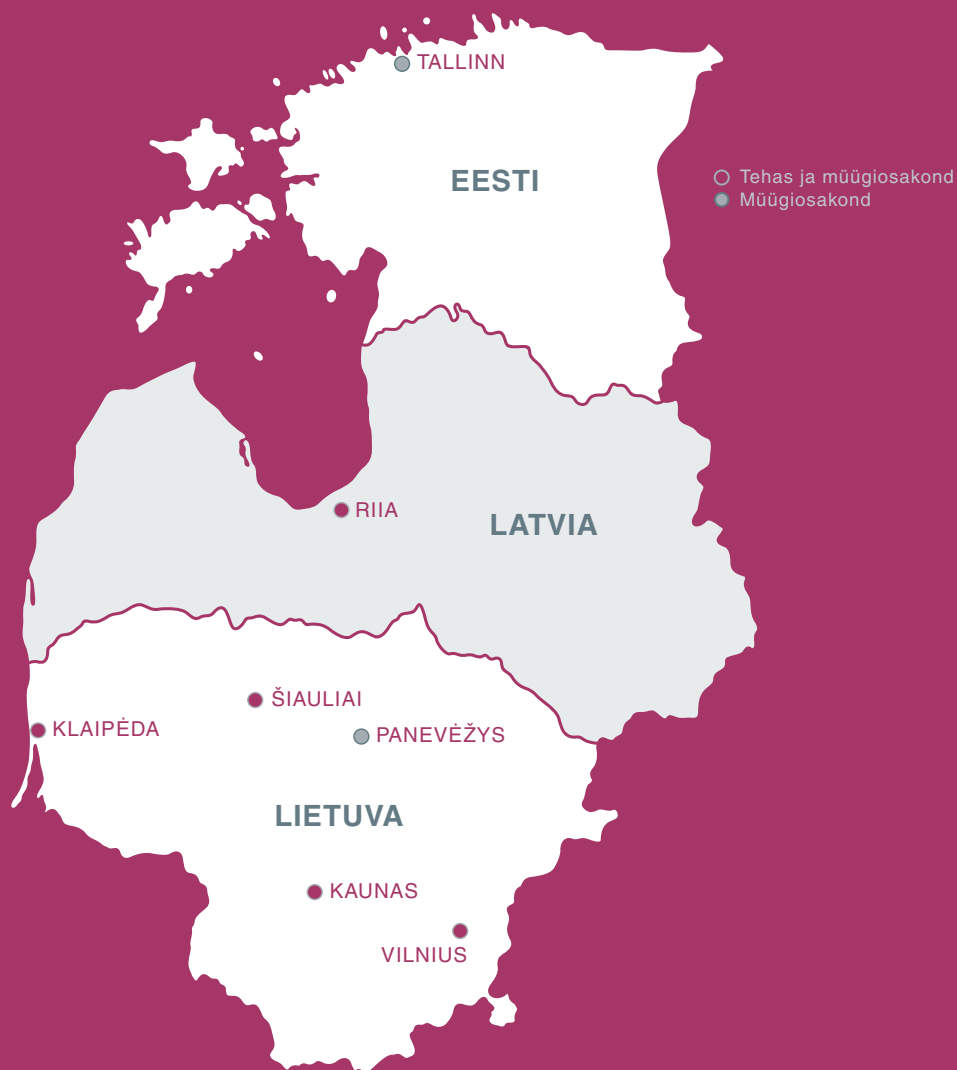 TALLINN
EESTI
Tehas ja müügiosakond
Müügiosakond
RIIA
LATVIA
ŠIAULIAI
KLAIPĖDA
PANEVĖŽYS
LIETUVA
KAUNAS
VILNIUS